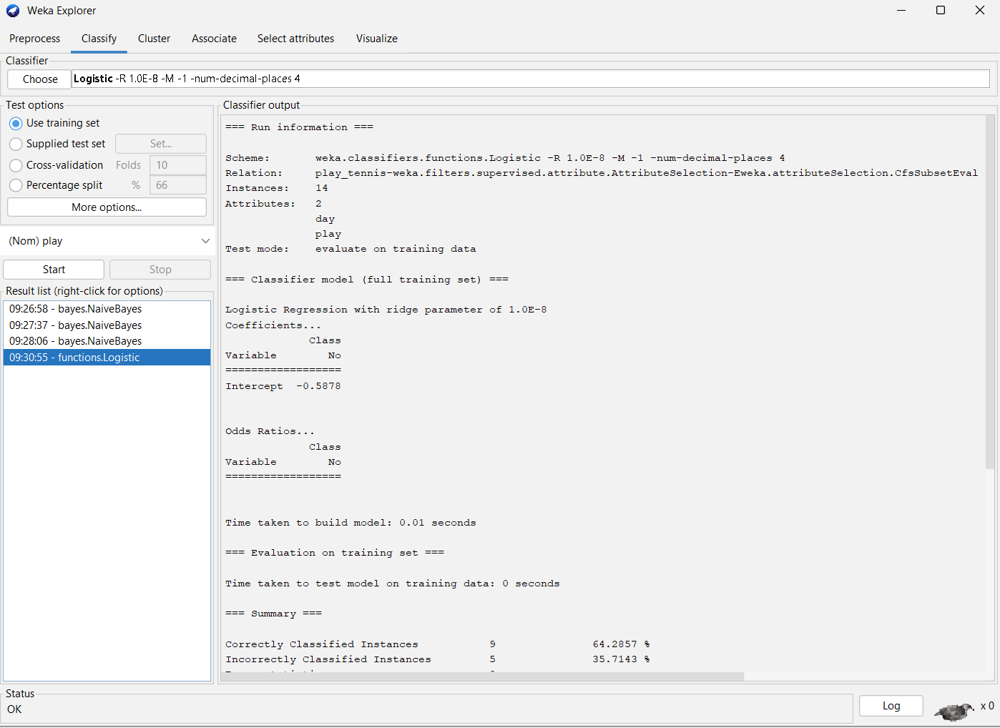 Weka Explorer
Preprocess Classify Cluster Associate Select attributes Visualize
Classifier
Choose Logistic -R 1.0E-8 -M -1 -num-decimal-places 4
Test options
Use training set
Supplied test set Set...
Cross-validation Folds 10
Percentage split % 66
More options...
(Nom) play
Start Stop
Result list (right-click for options)
09:26:58 - bayes.NaiveBayes
09:27:37 - bayes.NaiveBayes
09:28:06 - bayes.NaiveBayes
09:30:55 - functions.Logistic
Classifier output
=== Run information ===
Scheme: weka.classifiers.functions.Logistic -R 1.0E-8 -M -1 -num-decimal-places 4
Relation: play_tennis-weka.filters.supervised.attribute.AttributeSelection-Eweka.attributeSelection.CfsSubsetEval
Instances: 14
Attributes: 2
day
play
Test mode: evaluate on training data
=== Classifier model (full training set) ===
Logistic Regression with ridge parameter of 1.0E-8
Coefficients...
Class
Variable No
==================
Intercept -0.5878
Odds Ratios...
Class
Variable No
==================
Time taken to build model: 0.01 seconds
=== Evaluation on training set ===
Time taken to test model on training data: 0 seconds
=== Summary ===
Correctly Classified Instances 9 64.2857 %
Incorrectly Classified Instances 5 35.7143 %
Status
OK
Log x 0